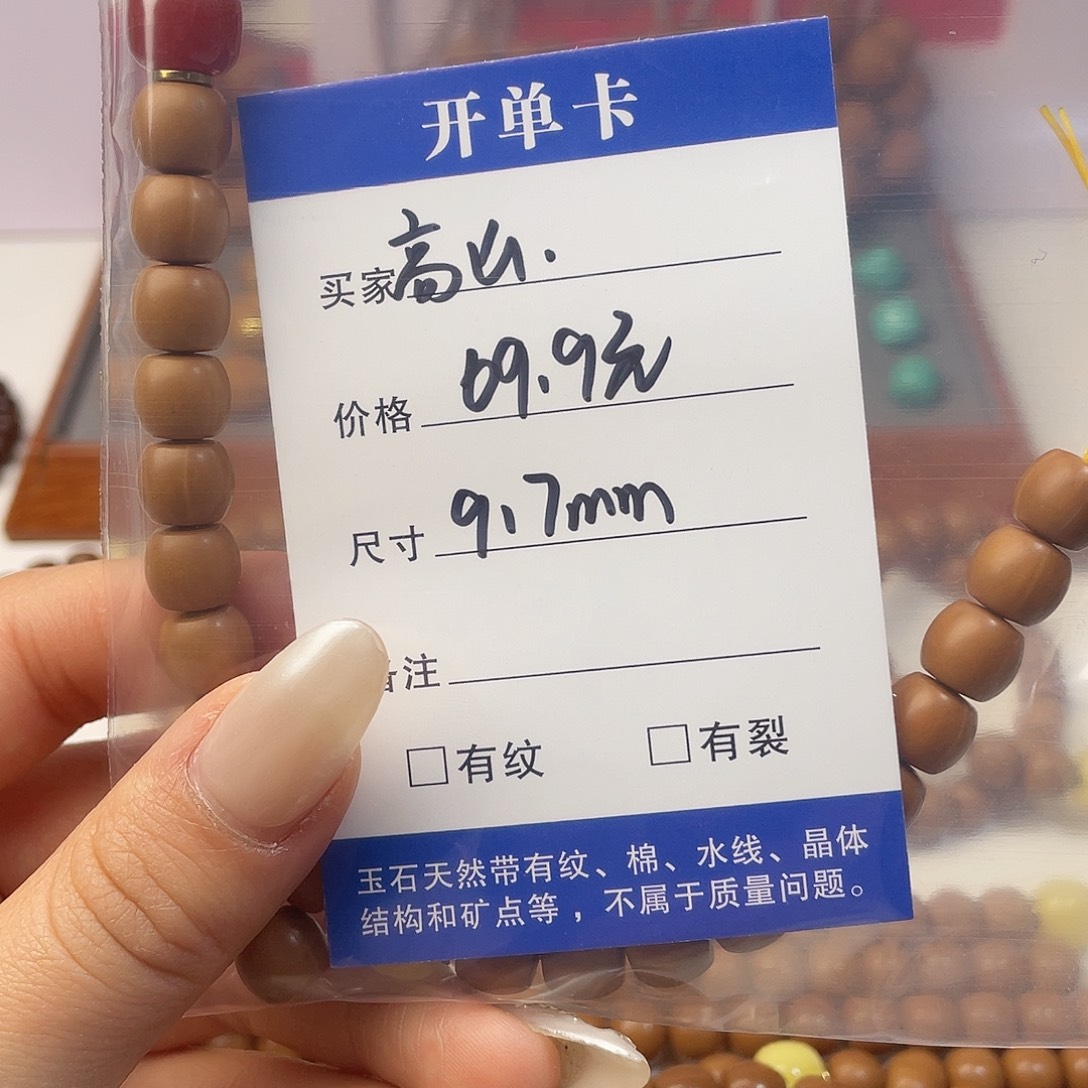 开单卡
买家高山.
价格 69.9元
尺寸 9.7mm
备注
□有纹 □有裂
玉石天然带有纹、棉、水线、晶体
结构和矿点等，不属于质量问题。